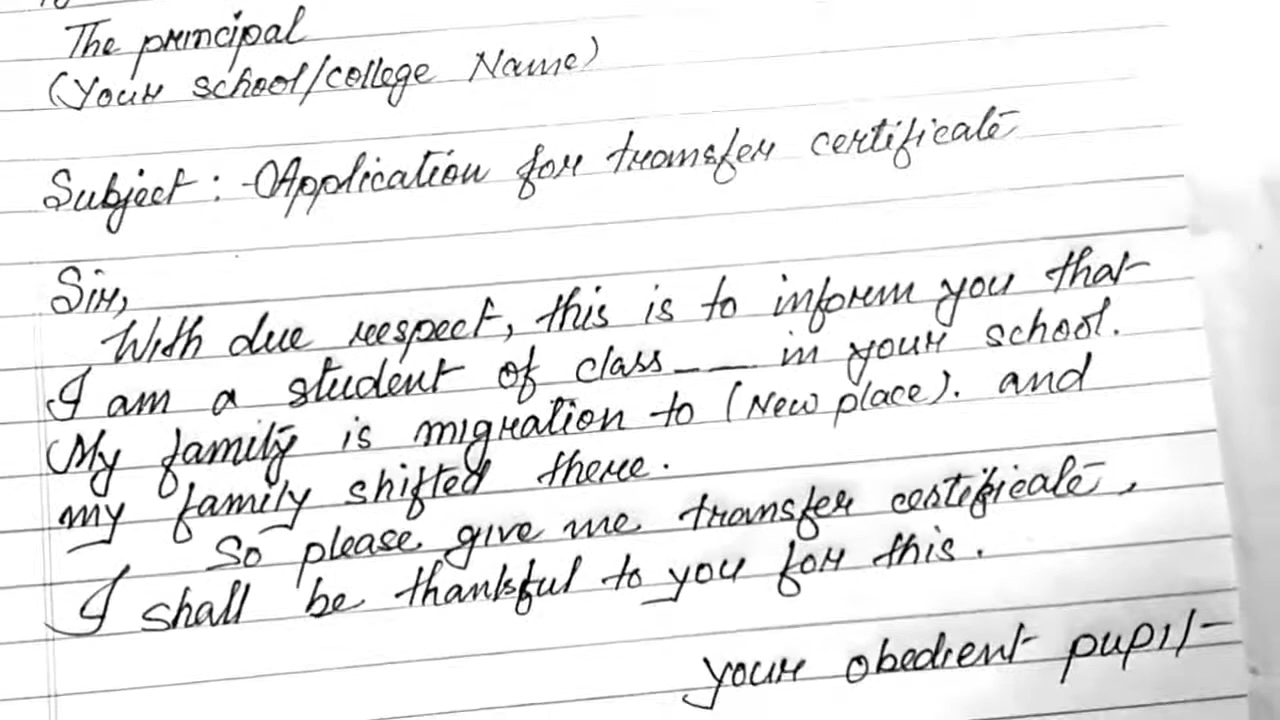 To
The principal
(Your school/college Name)
Subject: -Application for transfer certificate
Sir,
With due respect, this is to inform you that
I am a student of class ___ in your school.
My family is migration to (New place). and
my family shifted there.
So please give me transfer certificate,
I shall be thankful to you for this.
your obedient pupil-